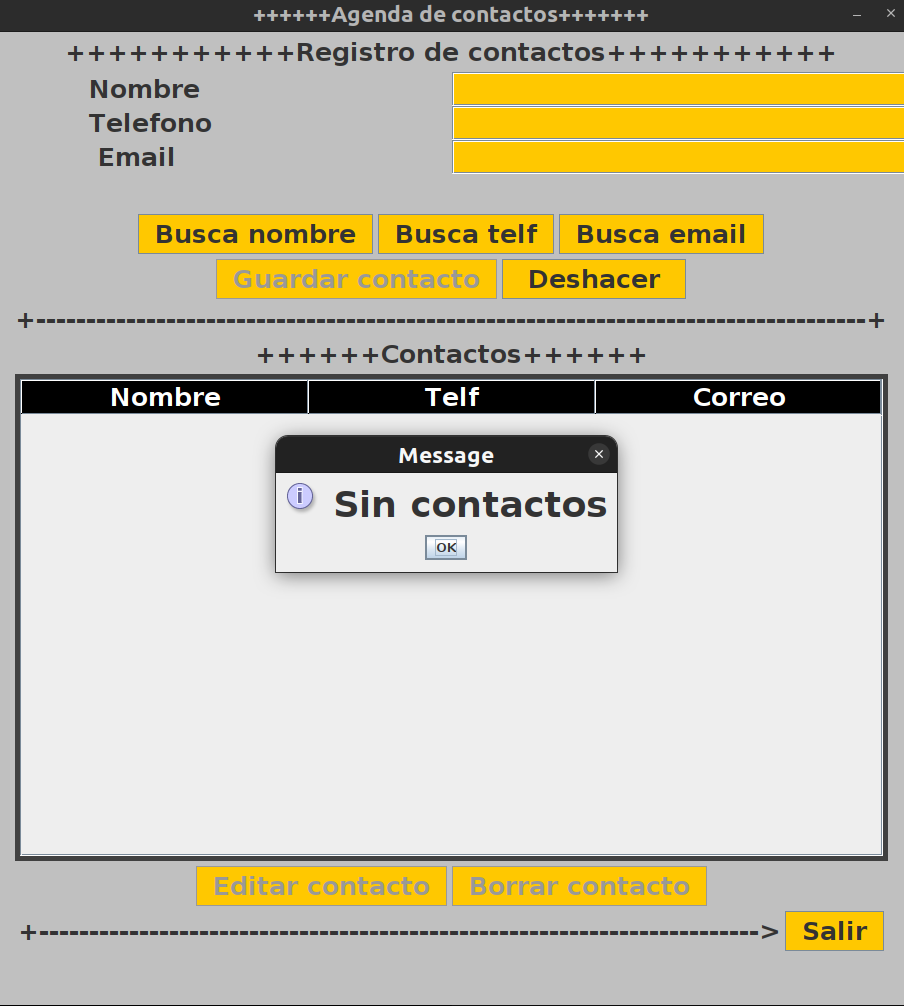 ++++++Agenda de contactos+++++++
+++++++++++Registro de contactos+++++++++++
Nombre
Telefono
Email
Busca nombre Busca telf Busca email
Guardar contacto Deshacer
+-----------------------------------------------------------------------------------+
++++++Contactos++++++
Nombre Telf Correo
Message
Sin contactos
OK
Editar contacto Borrar contacto
+------------------------------------------------------------------------> Salir